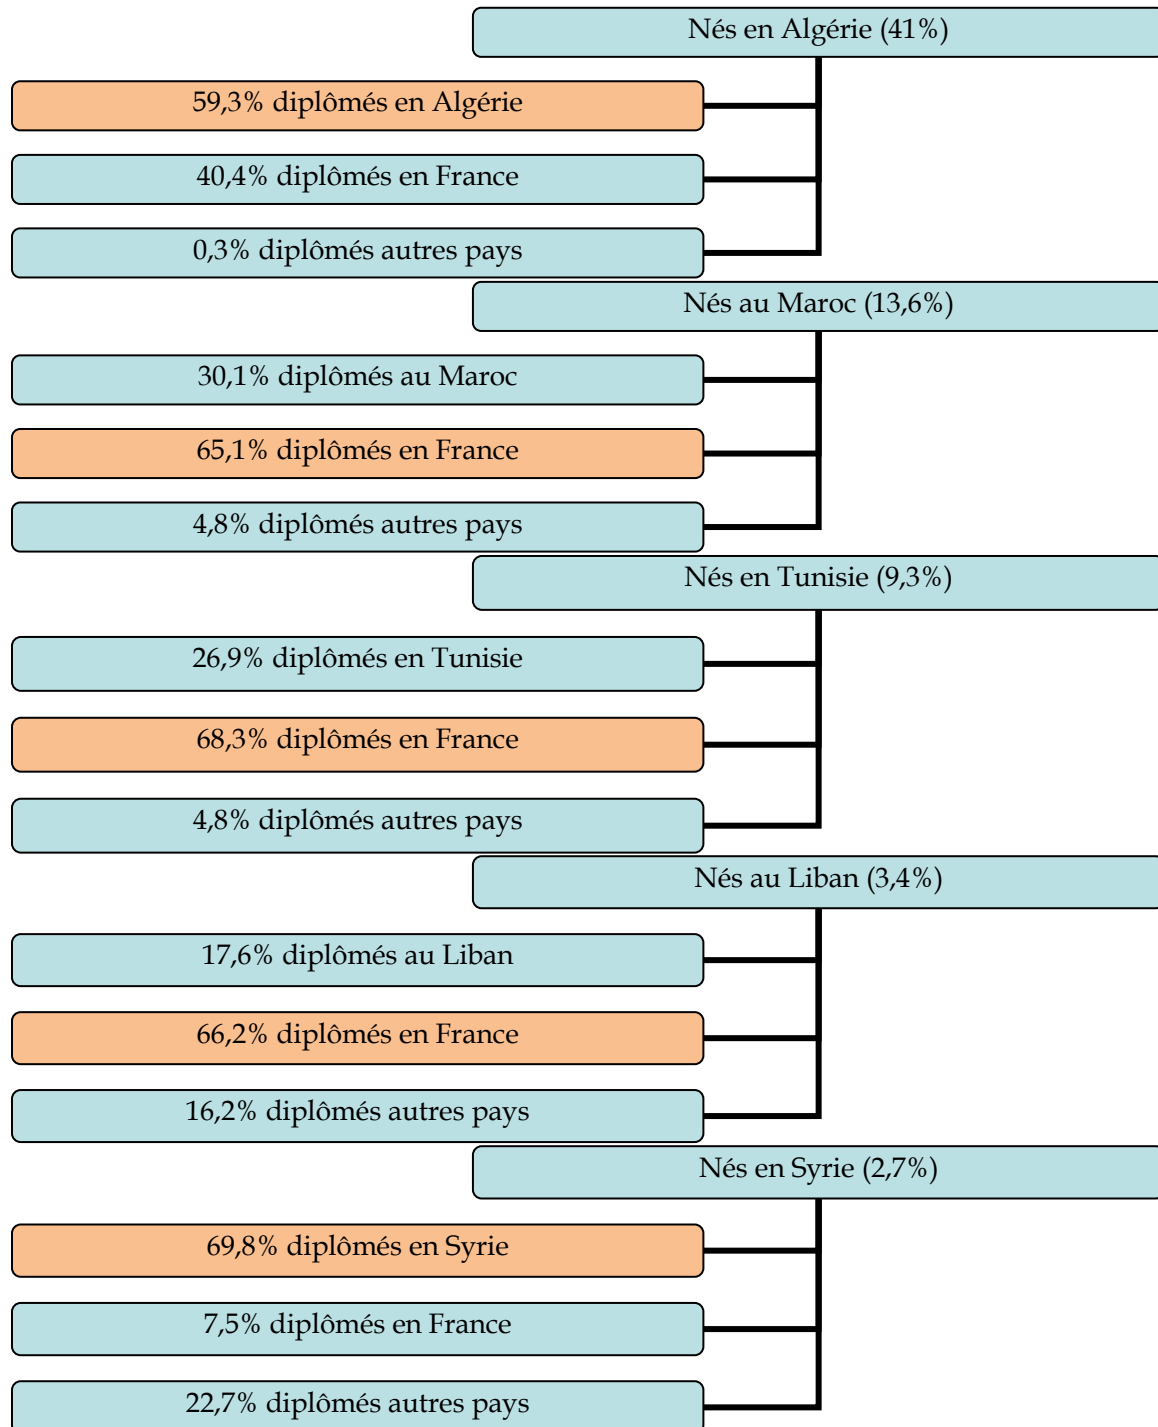 Nés en Algérie (41%)
59,3% diplômés en Algérie
40,4% diplômés en France
0,3% diplômés autres pays
Nés au Maroc (13,6%)
30,1% diplômés au Maroc
65,1% diplômés en France
4,8% diplômés autres pays
Nés en Tunisie (9,3%)
26,9% diplômés en Tunisie
68,3% diplômés en France
4,8% diplômés autres pays
Nés au Liban (3,4%)
17,6% diplômés au Liban
66,2% diplômés en France
16,2% diplômés autres pays
Nés en Syrie (2,7%)
69,8% diplômés en Syrie
7,5% diplômés en France
22,7% diplômés autres pays